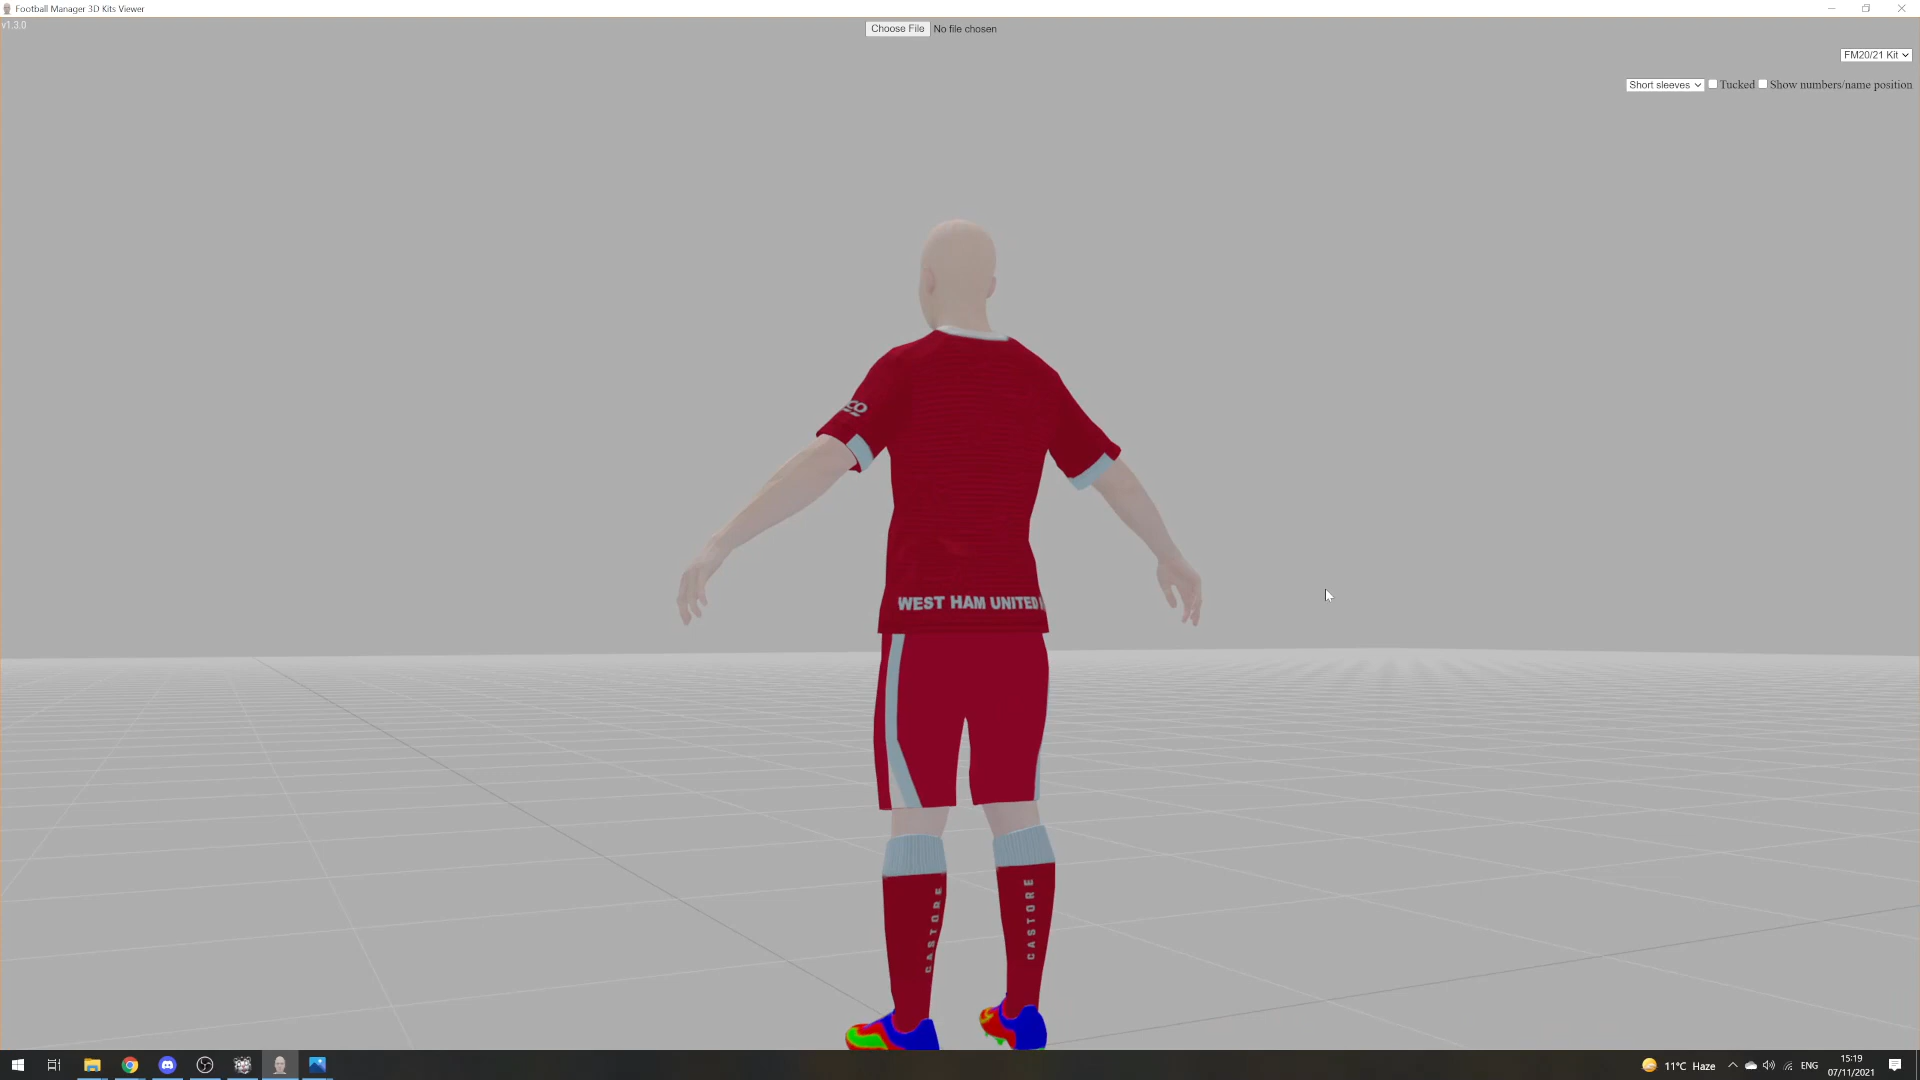 Football Manager 3D Kits Viewer
v1.3.0
Choose File No file chosen
FM20/21 Kit
Short sleeves Tucked Show numbers/name position
CO
WEST HAM UNITED
CASTORE
CASTORE
11°C Haze
ENG
15:19
07/11/2021